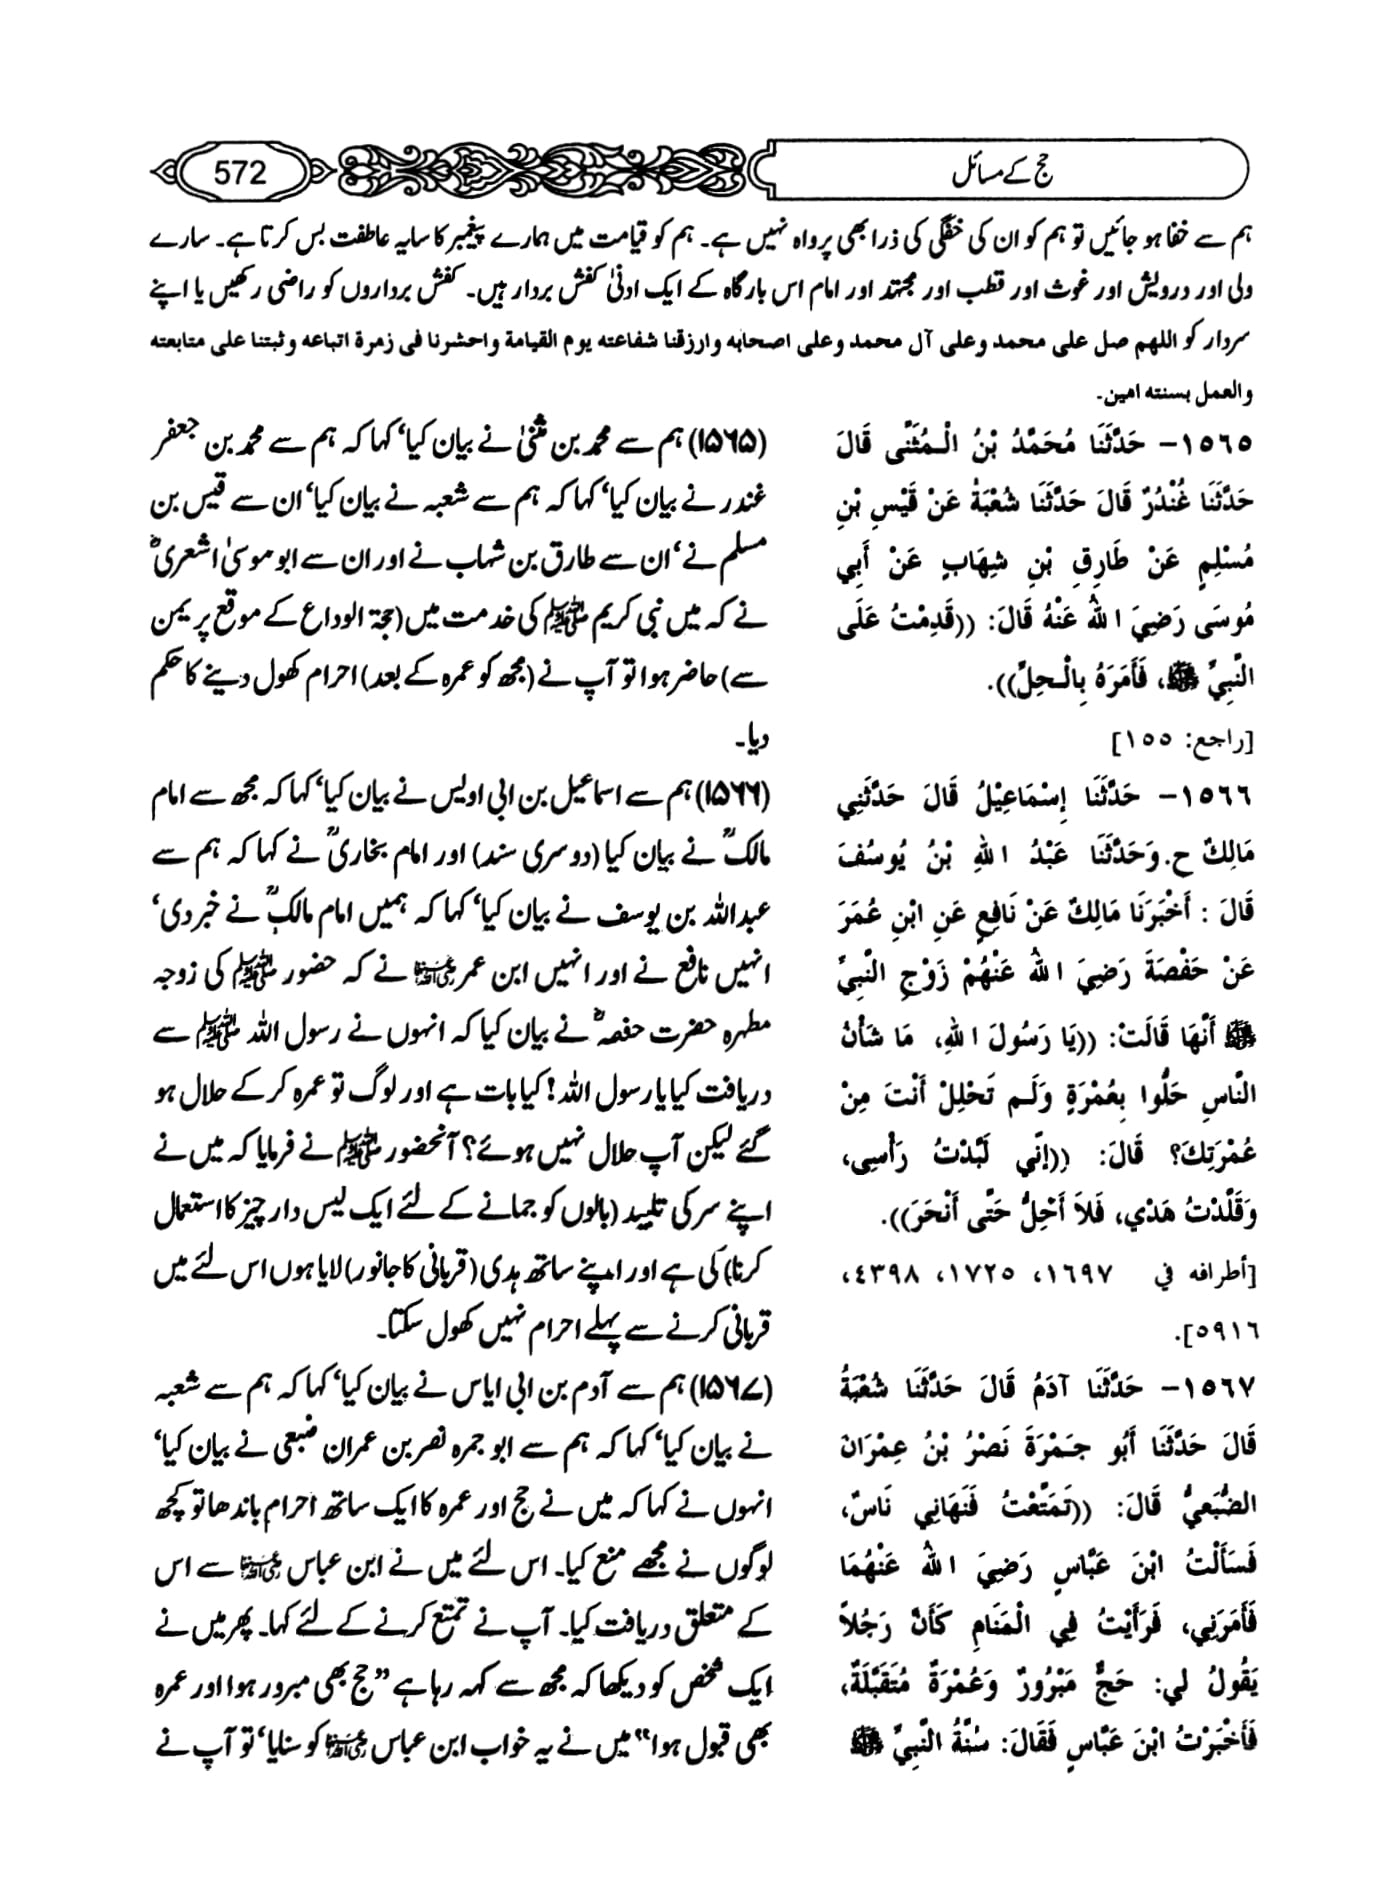 حج کے مسائل
572
ہم سے خفا ہو جائیں تو ہم کو ان کی خفگی کی ذرا بھی پرواہ نہیں ہے۔ ہم کو قیامت میں ہمارے پیغمبر کا سایہ عاطفت بس کرتا ہے۔ سارے
ولی اور درویش اور غوث اور قطب اور مجتہد اور امام اس بارگاہ کے ایک ادنیٰ کفش بردار ہیں۔ کفش برداروں کو راضی رکھیں یا اپنے
سردار کو اللهم صل على محمد وعلى آل محمد وعلى اصحابه وارزقنا شفاعته يوم القيامة واحشرنا فى زمرة اتباعه وثبتنا على متابعته
والعمل بسنته امين۔
١٥٦٥- حَدَّثَنَا مُحَمَّدُ بْنُ الْـمُثَنَّى قَالَ
حَدَّثَنَا غُنْدُرٌ قَالَ حَدَّثَنَا شُعْبَةُ عَنْ قَيْسِ بْنِ
مُسْلِمٍ عَنْ طَارِقِ بْنِ شِهَابٍ عَنْ أَبِي
مُوسَى رَضِيَ اللهُ عَنْهُ قَالَ: ((قَدِمْتُ عَلَى
النَّبِيِّ ﷺ، فَأَمَرَهُ بِالْـحِلِّ)).
[راجع: ١٥٥]
١٥٦٦- حَدَّثَنَا إِسْمَاعِيْلُ قَالَ حَدَّثَنِي
مَالِكٌ ح. وَحَدَّثَنَا عَبْدُ اللهِ بْنُ يُوسُفَ
قَالَ : أَخْبَرَنَا مَالِكٌ عَنْ نَافِعٍ عَنِ ابْنِ عُمَرَ
عَنْ حَفْصَةَ رَضِيَ اللهُ عَنْهُمْ زَوْجِ النَّبِيِّ
ﷺ أَنَّهَا قَالَتْ: ((يَا رَسُولَ اللهِ، مَا شَأْنُ
النَّاسِ حَلُّوا بِعُمْرَةٍ وَلَـم تَحْلِلْ أَنْتَ مِنْ
عُمْرَتِكَ؟ قَالَ: ((إِنِّي لَبَّدْتُ رَأْسِي،
وَقَلَّدْتُ هَدْيِي، فَلاَ أَحِلُّ حَتَّى أَنْحَرَ)).
[أطرافه في ١٦٩٧، ١٧٢٥، ٤٣٩٨،
٥٩١٦].
١٥٦٧- حَدَّثَنَا آدَمُ قَالَ حَدَّثَنَا شُعْبَةُ
قَالَ حَدَّثَنَا أَبُو جَـمْرَةَ نَصْرُ بْنُ عِمْرَانَ
الضُّبَعِيُّ قَالَ: ((تَمَتَّعْتُ فَنَهَانِي نَاسٌ،
فَسَأَلْتُ ابْنَ عَبَّاسٍ رَضِيَ اللهُ عَنْهُمَا
فَأَمَرَنِي، فَرَأَيْتُ فِي الْـمَنَامِ كَأَنَّ رَجُلاً
يَقُولُ لِي: حَجٌّ مَبْرُورٌ وَعُمْرَةٌ مُتَقَبَّلَةٌ،
فَأَخْبَرْتُ ابْنَ عَبَّاسٍ فَقَالَ: سُنَّةُ النَّبِيِّ ﷺ
(۱۵۶۵) ہم سے محمد بن مثنیٰ نے بیان کیا‘ کہا کہ ہم سے محمد بن جعفر
غندر نے بیان کیا‘ کہا کہ ہم سے شعبہ نے بیان کیا‘ ان سے قیس بن
مسلم نے‘ ان سے طارق بن شہاب نے اور ان سے ابو موسیٰ اشعریؓ
نے کہ میں نبی کریم ﷺ کی خدمت میں (حجۃ الوداع کے موقع پر یمن
سے) حاضر ہوا تو آپ نے (مجھ کو عمرہ کے بعد) احرام کھول دینے کا حکم
دیا۔
(۱۵۶۶) ہم سے اسماعیل بن ابی اویس نے بیان کیا‘ کہا کہ مجھ سے امام
مالکؒ نے بیان کیا (دوسری سند) اور امام بخاریؒ نے کہا کہ ہم سے
عبداللہ بن یوسف نے بیان کیا‘ کہا کہ ہمیں امام مالکؒ نے خبر دی‘
انہیں نافع نے اور انہیں ابن عمر رضی اللہ عنہما نے کہ حضور ﷺ کی زوجہ
مطہرہ حضرت حفصہؓ نے بیان کیا کہ انہوں نے رسول اللہ ﷺ سے
دریافت کیا یا رسول اللہ! کیا بات ہے اور لوگ تو عمرہ کر کے حلال ہو
گئے لیکن آپ حلال نہیں ہوئے؟ آنحضور ﷺ نے فرمایا کہ میں نے
اپنے سر کی تلبید (بالوں کو جمانے کے لئے ایک لیس دار چیز کا استعمال
کرنا) کی ہے اور اپنے ساتھ ہدی (قربانی کا جانور) لایا ہوں اس لئے میں
قربانی کرنے سے پہلے احرام نہیں کھول سکتا۔
(۱۵۶۷) ہم سے آدم بن ابی ایاس نے بیان کیا‘ کہا کہ ہم سے شعبہ
نے بیان کیا‘ کہا کہ ہم سے ابو جمرہ نصر بن عمران ضبعی نے بیان کیا‘
انہوں نے کہا کہ میں نے حج اور عمرہ کا ایک ساتھ احرام باندھا تو کچھ
لوگوں نے مجھے منع کیا۔ اس لئے میں نے ابن عباس رضی اللہ عنہما سے اس
کے متعلق دریافت کیا۔ آپ نے تمتع کرنے کے لئے کہا۔ پھر میں نے
ایک شخص کو دیکھا کہ مجھ سے کہہ رہا ہے ”حج بھی مبرور ہوا اور عمرہ
بھی قبول ہوا“ میں نے یہ خواب ابن عباس رضی اللہ عنہما کو سنایا‘ تو آپ نے